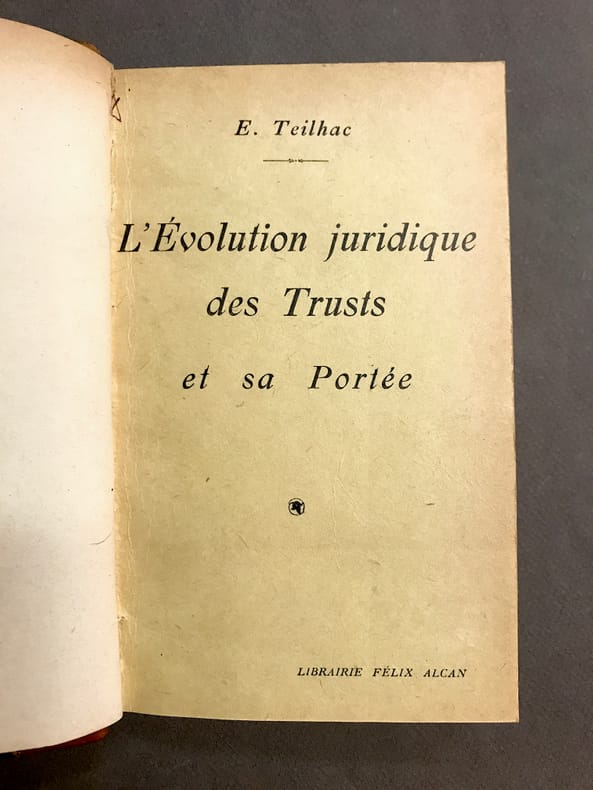 E. Teilhac
L'Évolution juridique
des Trusts
et sa Portée
LIBRAIRIE FÉLIX ALCAN